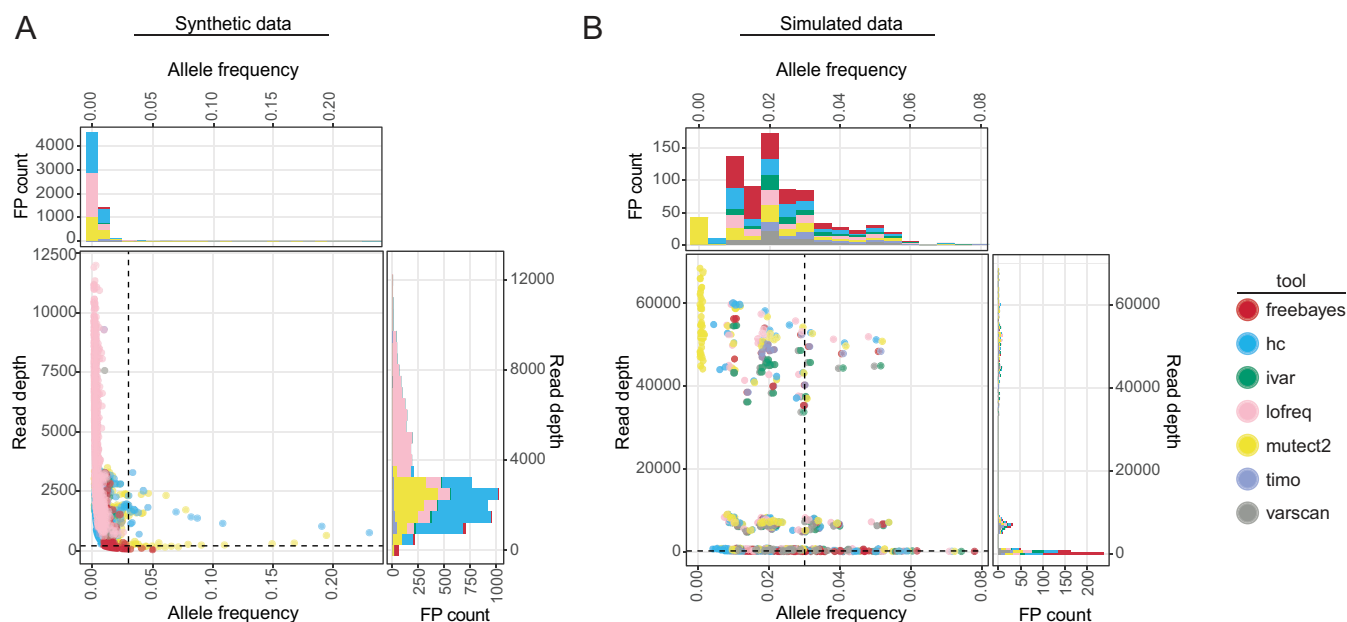 A
Synthetic data
Allele frequency
0.00 0.05 0.10 0.15 0.20
FP count
4000
3000
2000
1000
0
12500
10000
7500
5000
2500
0
Read depth
0.00 0.05 0.10 0.15 0.20
Allele frequency
12000
8000
4000
0
Read depth
0 250 500 750 1000
FP count
B
Simulated data
Allele frequency
0.00 0.02 0.04 0.06 0.08
FP count
150
100
50
0
60000
40000
20000
0
Read depth
0.00 0.02 0.04 0.06 0.08
Allele frequency
60000
40000
20000
0
Read depth
0 50 100 150 200
FP count
tool
freebayes
hc
ivar
lofreq
mutect2
timo
varscan